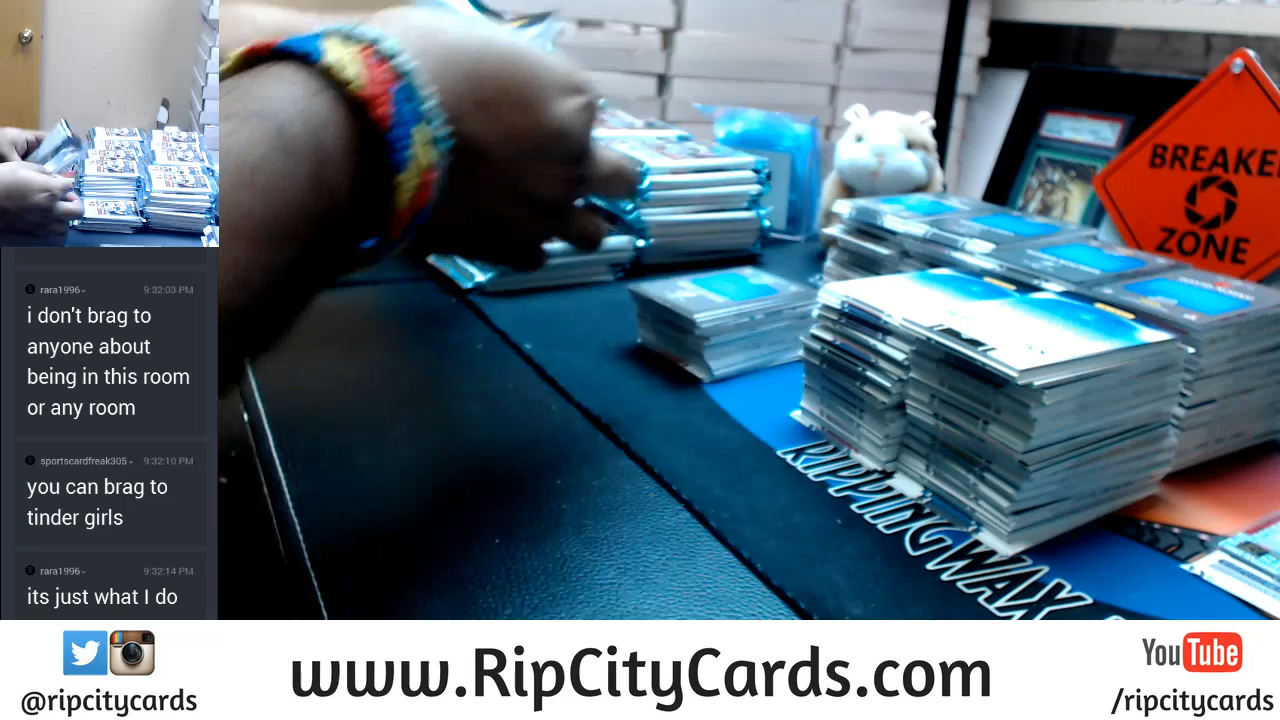 rara1996
9:32:03 PM
i don't brag to
anyone about
being in this room
or any room
sportscardfreak305
9:32:10 PM
you can brag to
tinder girls
rara1996
9:32:14 PM
its just what I do
BREAKE
ZONE
RIPPINGWAX
@ripcitycards
www.RipCityCards.com
YouTube
/ripcitycards